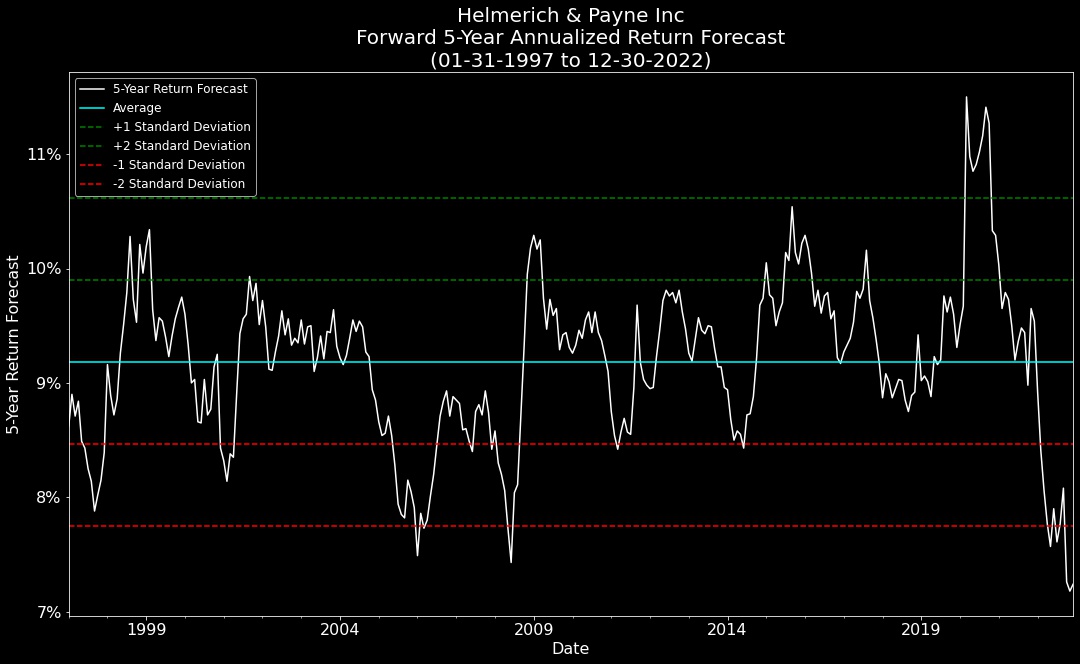 Helmerich & Payne Inc
Forward 5-Year Annualized Return Forecast
(01-31-1997 to 12-30-2022)
5-Year Return Forecast
Average
+1 Standard Deviation
+2 Standard Deviation
-1 Standard Deviation
-2 Standard Deviation
5-Year Return Forecast
11%
10%
9%
8%
7%
1999
2004
2009
2014
2019
Date